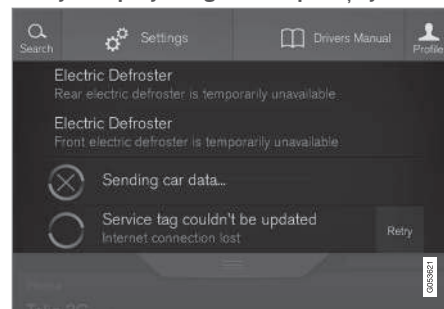 Search
Settings
Drivers Manual
Profile
Electric Defroster
Rear electric defroster is temporarily unavailable
Electric Defroster
Front electric defroster is temporarily unavailable
Sending car data...
Service tag couldn't be updated
Internet connection lost
Retry
G053621